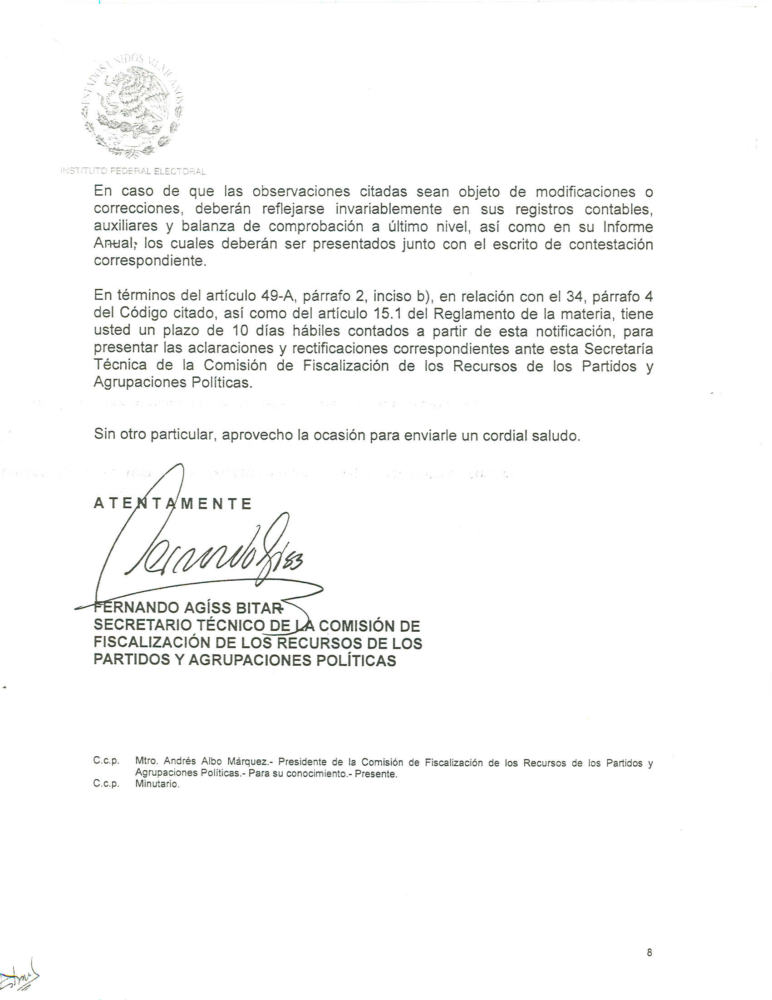 ESTADOS UNIDOS MEXICANOS
INSTITUTO FEDERAL ELECTORAL
En caso de que las observaciones citadas sean objeto de modificaciones o
correcciones, deberán reflejarse invariablemente en sus registros contables,
auxiliares y balanza de comprobación a último nivel, así como en su Informe
Anual, los cuales deberán ser presentados junto con el escrito de contestación
correspondiente.
En términos del artículo 49-A, párrafo 2, inciso b), en relación con el 34, párrafo 4
del Código citado, así como del artículo 15.1 del Reglamento de la materia, tiene
usted un plazo de 10 días hábiles contados a partir de esta notificación, para
presentar las aclaraciones y rectificaciones correspondientes ante esta Secretaría
Técnica de la Comisión de Fiscalización de los Recursos de los Partidos y
Agrupaciones Políticas.
Sin otro particular, aprovecho la ocasión para enviarle un cordial saludo.
A T E N T A M E N T E
FERNANDO AGÍSS BITAR
SECRETARIO TÉCNICO DE LA COMISIÓN DE
FISCALIZACIÓN DE LOS RECURSOS DE LOS
PARTIDOS Y AGRUPACIONES POLÍTICAS
C.c.p. Mtro. Andrés Albo Márquez.- Presidente de la Comisión de Fiscalización de los Recursos de los Partidos y
Agrupaciones Políticas.- Para su conocimiento.- Presente.
C.c.p. Minutario.
8